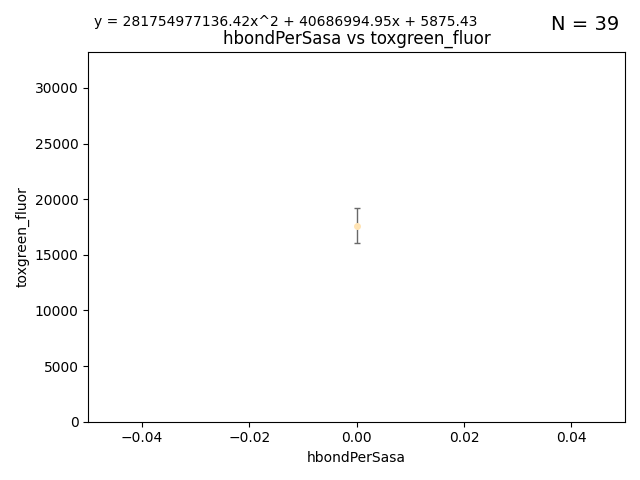 y = 281754977136.42x^2 + 40686994.95x + 5875.43
N = 39
hbondPerSasa vs toxgreen_fluor
30000
25000
20000
15000
10000
5000
0
toxgreen_fluor
−0.04 −0.02 0.00 0.02 0.04
hbondPerSasa